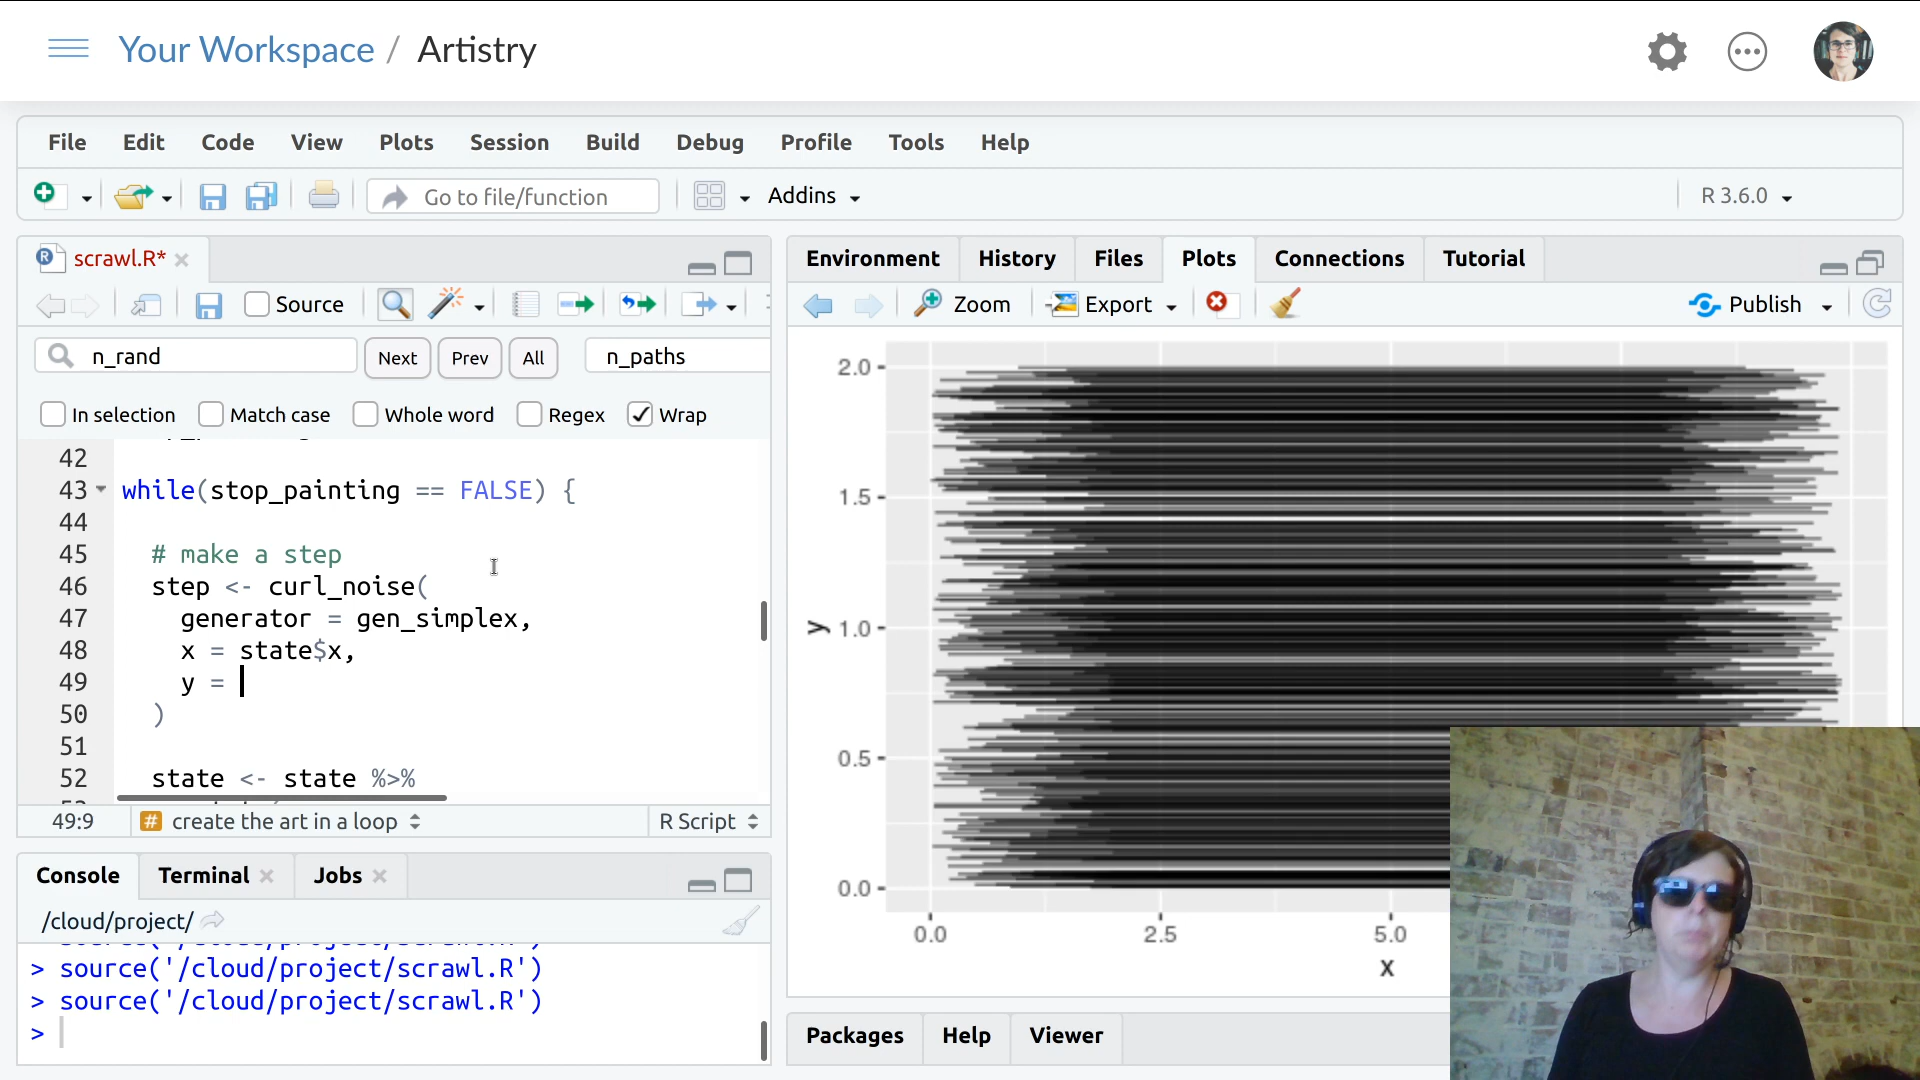 Your Workspace / Artistry
File Edit Code View Plots Session Build Debug Profile Tools Help
Go to file/function Addins R 3.6.0
scrawl.R*
Source
n_rand Next Prev All n_paths
In selection Match case Whole word Regex Wrap
42
43 while(stop_painting == FALSE) {
44
45 # make a step
46 step <- curl_noise(
47 generator = gen_simplex,
48 x = state$x,
49 y =
50 )
51
52 state <- state %>%
49:9 # create the art in a loop R Script
Console Terminal Jobs
/cloud/project/
> source('/cloud/project/scrawl.R')
> source('/cloud/project/scrawl.R')
>
Environment History Files Plots Connections Tutorial
Zoom Export Publish
2.0
1.5
y 1.0
0.5
0.0
0.0 2.5 5.0
x
Packages Help Viewer